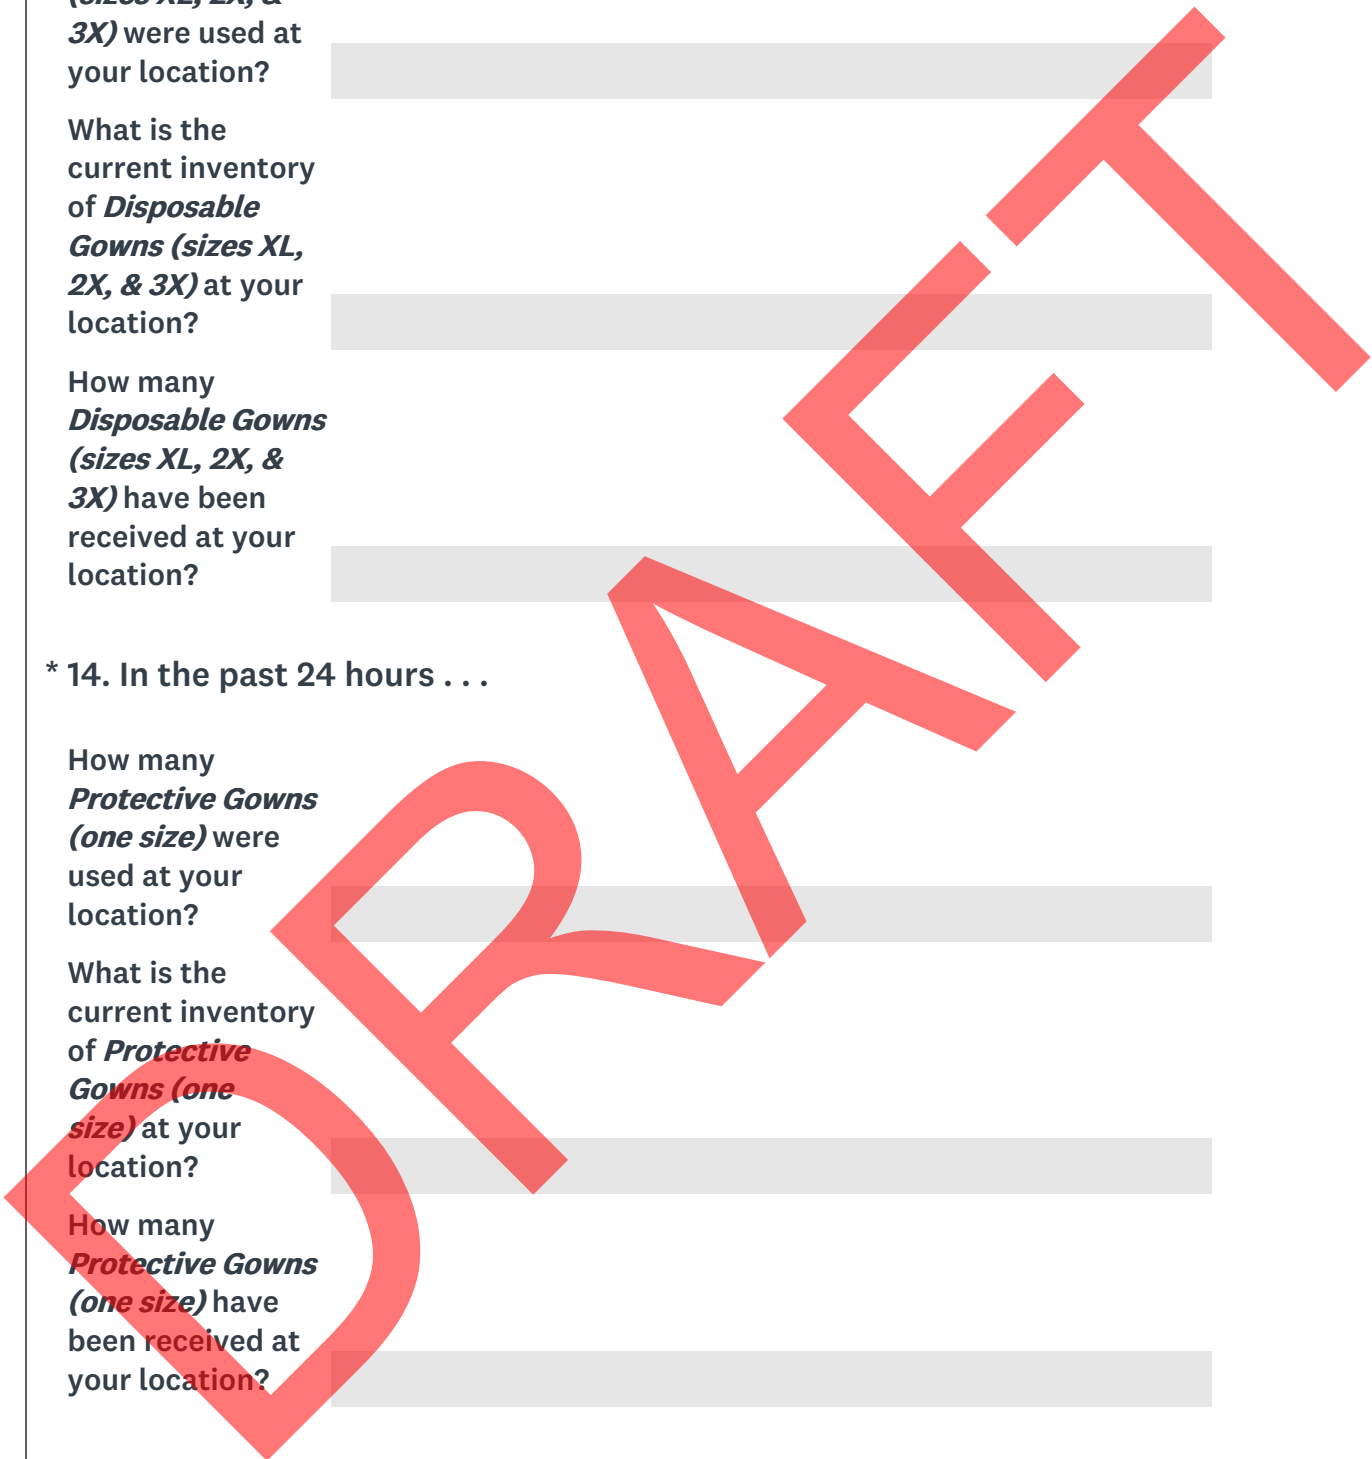 (sizes XL, 2X, &
3X) were used at
your location?
What is the
current inventory
of Disposable
Gowns (sizes XL,
2X, & 3X) at your
location?
How many
Disposable Gowns
(sizes XL, 2X, &
3X) have been
received at your
location?
* 14. In the past 24 hours . . .
How many
Protective Gowns
(one size) were
used at your
location?
What is the
current inventory
of Protective
Gowns (one
size) at your
location?
How many
Protective Gowns
(one size) have
been received at
your location?
DRAFT